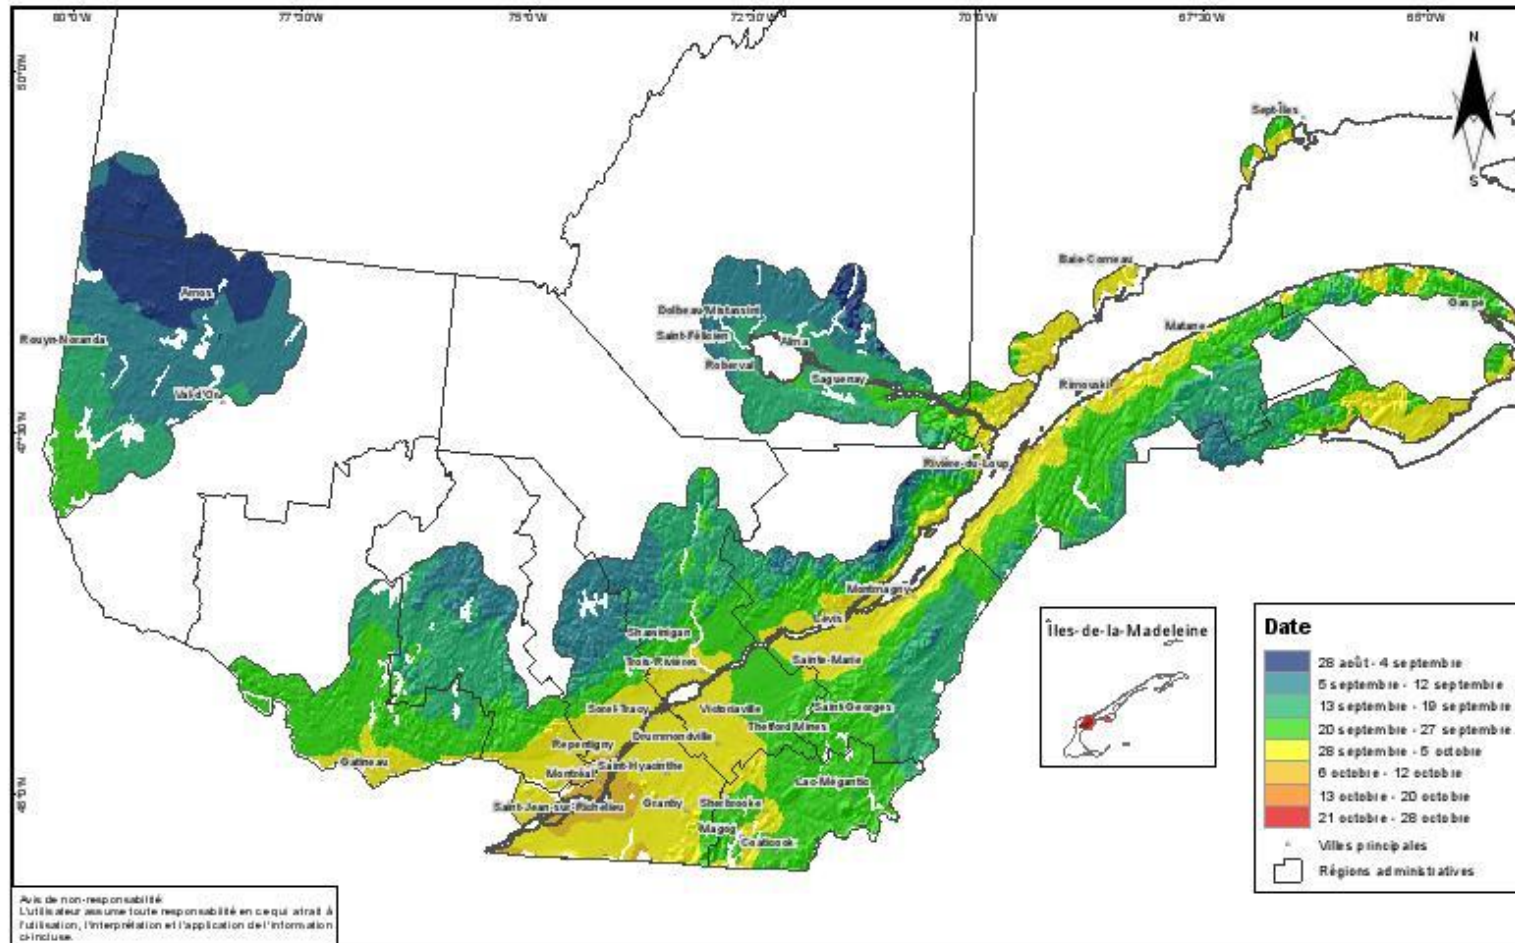 80°0'W
77°30'W
75°0'W
72°30'W
70°0'W
67°30'W
65°0'W
50°0'N
N
S
Sept-Îles
Baie-Comeau
Amos
Dolbeau-Mistassini
Gaspé
Matane
Rouyn-Noranda
Saint-Félicien
Alma
Roberval
Saguenay
Rimouski
Val-d'Or
47°30'N
Rivière-du-Loup
Montmagny
Lévis
Shawinigan
Trois-Rivières
Sainte-Marie
Sorel-Tracy
Victoriaville
Saint-Georges
Thetford Mines
Drummondville
Repentigny
Gatineau
Montréal
Saint-Hyacinthe
Lac-Mégantic
45°0'N
Saint-Jean-sur-Richelieu
Granby
Sherbrooke
Magog
Coaticook
Îles-de-la-Madeleine
Date
28 août - 4 septembre
5 septembre - 12 septembre
13 septembre - 19 septembre
20 septembre - 27 septembre
28 septembre - 5 octobre
6 octobre - 12 octobre
13 octobre - 20 octobre
21 octobre - 28 octobre
Villes principales
Régions administratives
Avis de non-responsabilité
L'utilisateur assume toute responsabilité en ce qui a trait à
l'utilisation, l'interprétation et l'application de l'information
ci-incluse.